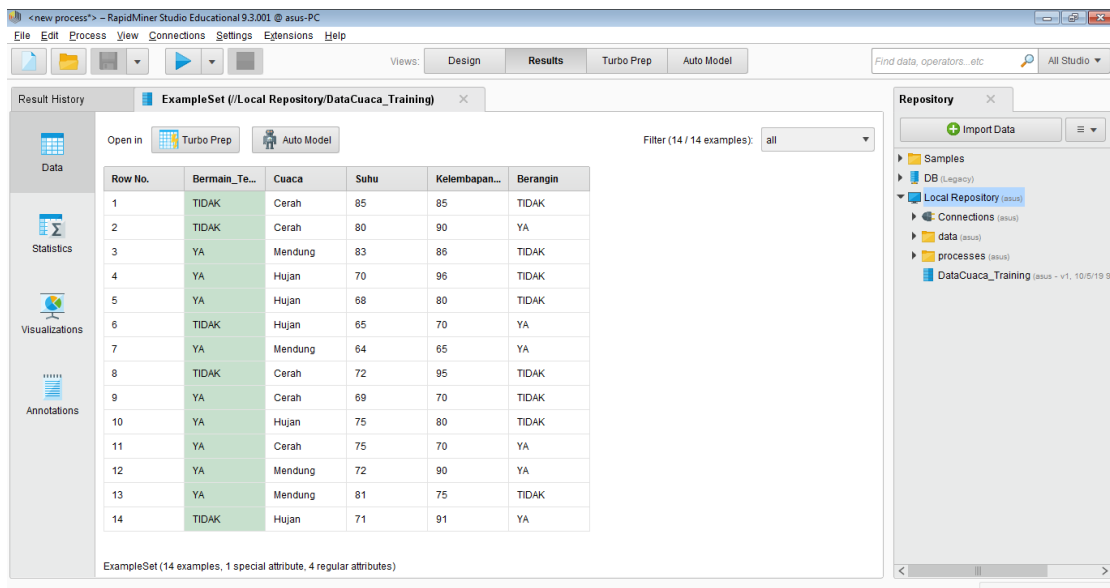 <new process*> – RapidMiner Studio Educational 9.3.001 @ asus-PC
File Edit Process View Connections Settings Extensions Help
Views: Design Results Turbo Prep Auto Model Find data, operators...etc All Studio
Result History ExampleSet (//Local Repository/DataCuaca_Training)
Repository
Data
Open in Turbo Prep Auto Model Filter (14 / 14 examples): all
Import Data
Row No. Bermain_Te... Cuaca Suhu Kelembapan... Berangin
1 TIDAK Cerah 85 85 TIDAK
2 TIDAK Cerah 80 90 YA
3 YA Mendung 83 86 TIDAK
4 YA Hujan 70 96 TIDAK
5 YA Hujan 68 80 TIDAK
6 TIDAK Hujan 65 70 YA
7 YA Mendung 64 65 YA
8 TIDAK Cerah 72 95 TIDAK
9 YA Cerah 69 70 TIDAK
10 YA Hujan 75 80 TIDAK
11 YA Cerah 75 70 YA
12 YA Mendung 72 90 YA
13 YA Mendung 81 75 TIDAK
14 TIDAK Hujan 71 91 YA
ExampleSet (14 examples, 1 special attribute, 4 regular attributes)
Statistics
Visualizations
Annotations
Samples
DB (Legacy)
Local Repository (asus)
Connections (asus)
data (asus)
processes (asus)
DataCuaca_Training (asus - v1, 10/5/19 9